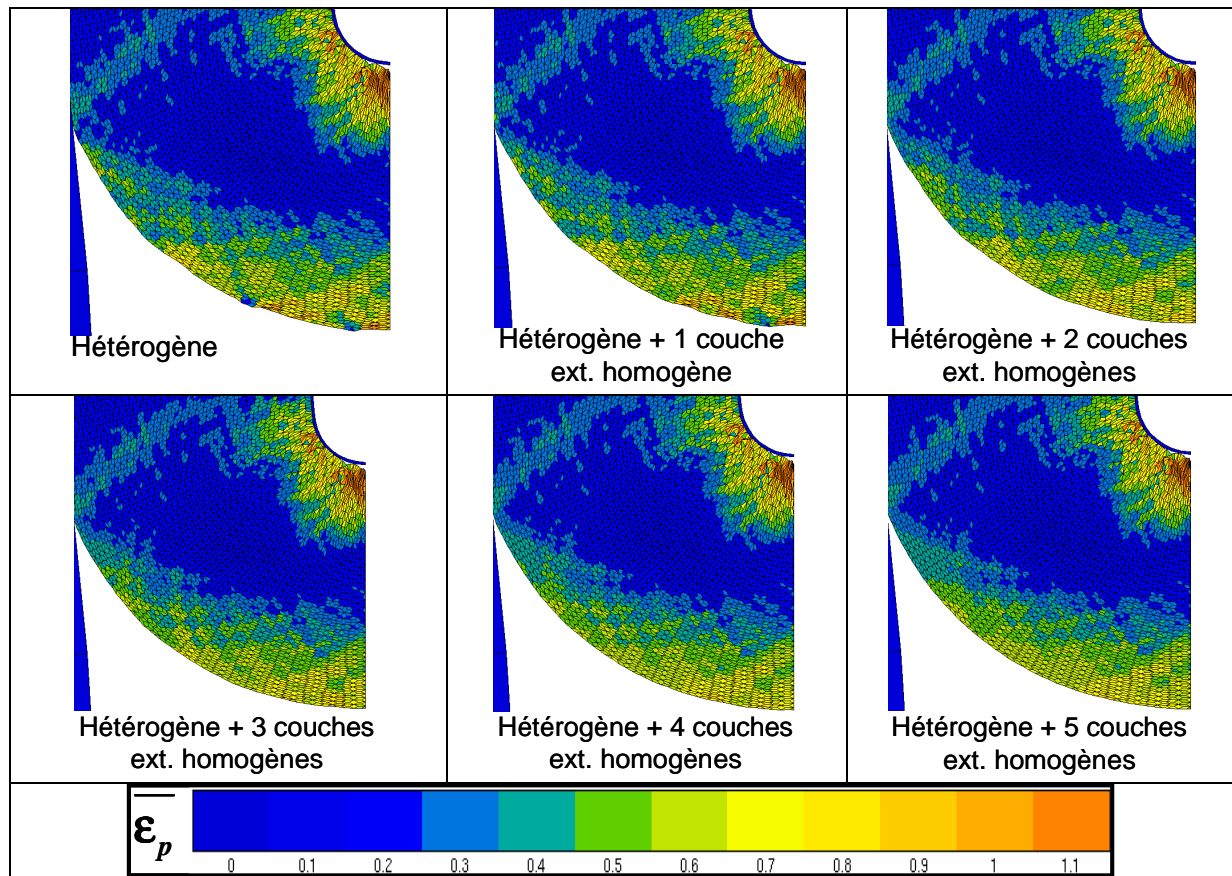 Hétérogène
Hétérogène + 1 couche
ext. homogène
Hétérogène + 2 couches
ext. homogènes
Hétérogène + 3 couches
ext. homogènes
Hétérogène + 4 couches
ext. homogènes
Hétérogène + 5 couches
ext. homogènes
ε̅p
0 0.1 0.2 0.3 0.4 0.5 0.6 0.7 0.8 0.9 1 1.1